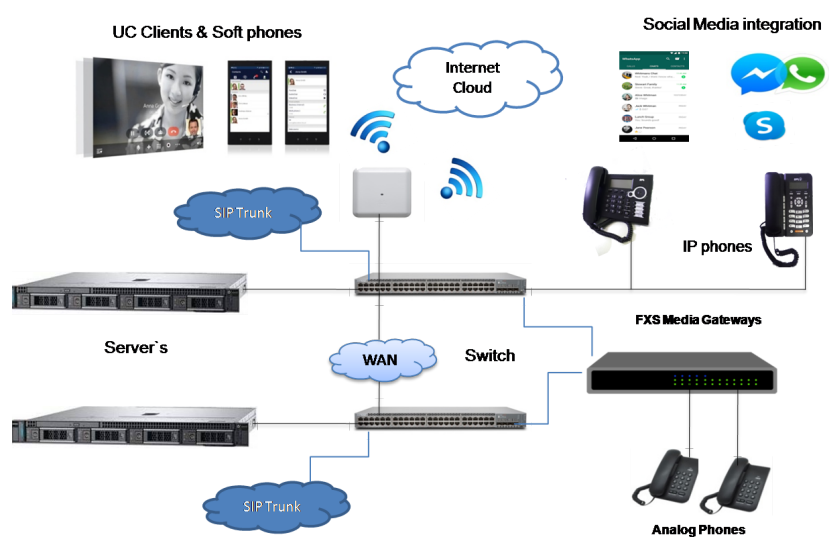 UC Clients & Soft phones
Social Media integration
Internet
Cloud
WhatsApp
SIP Trunk
IP phones
FXS Media Gateways
Server`s
WAN
Switch
SIP Trunk
Analog Phones